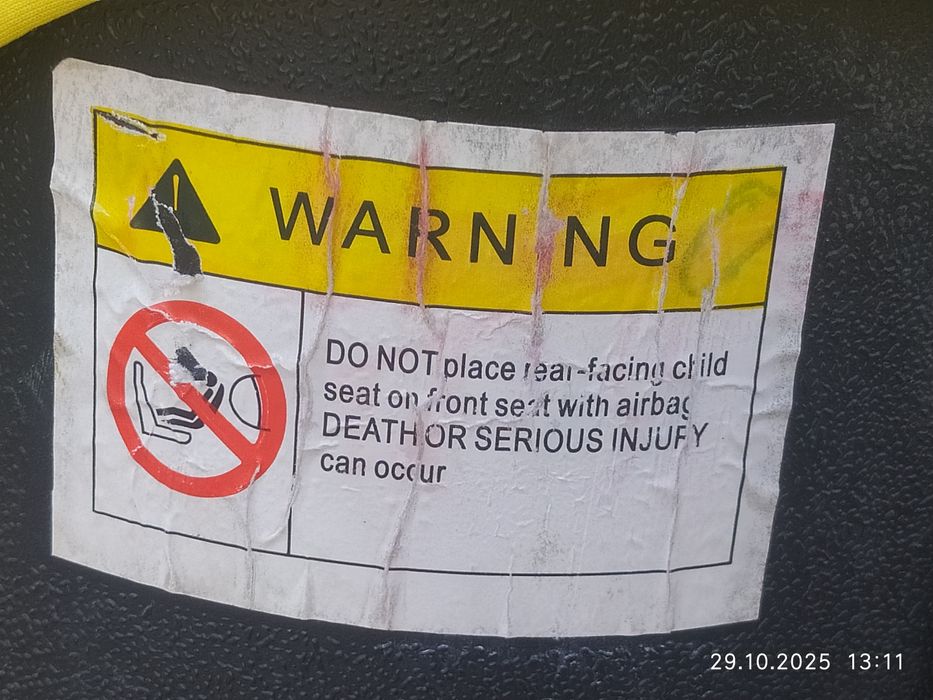 WARNING
DO NOT place rear-facing child
seat on front seat with airbag
DEATH OR SERIOUS INJURY
can occur
29.10.2025 13:11